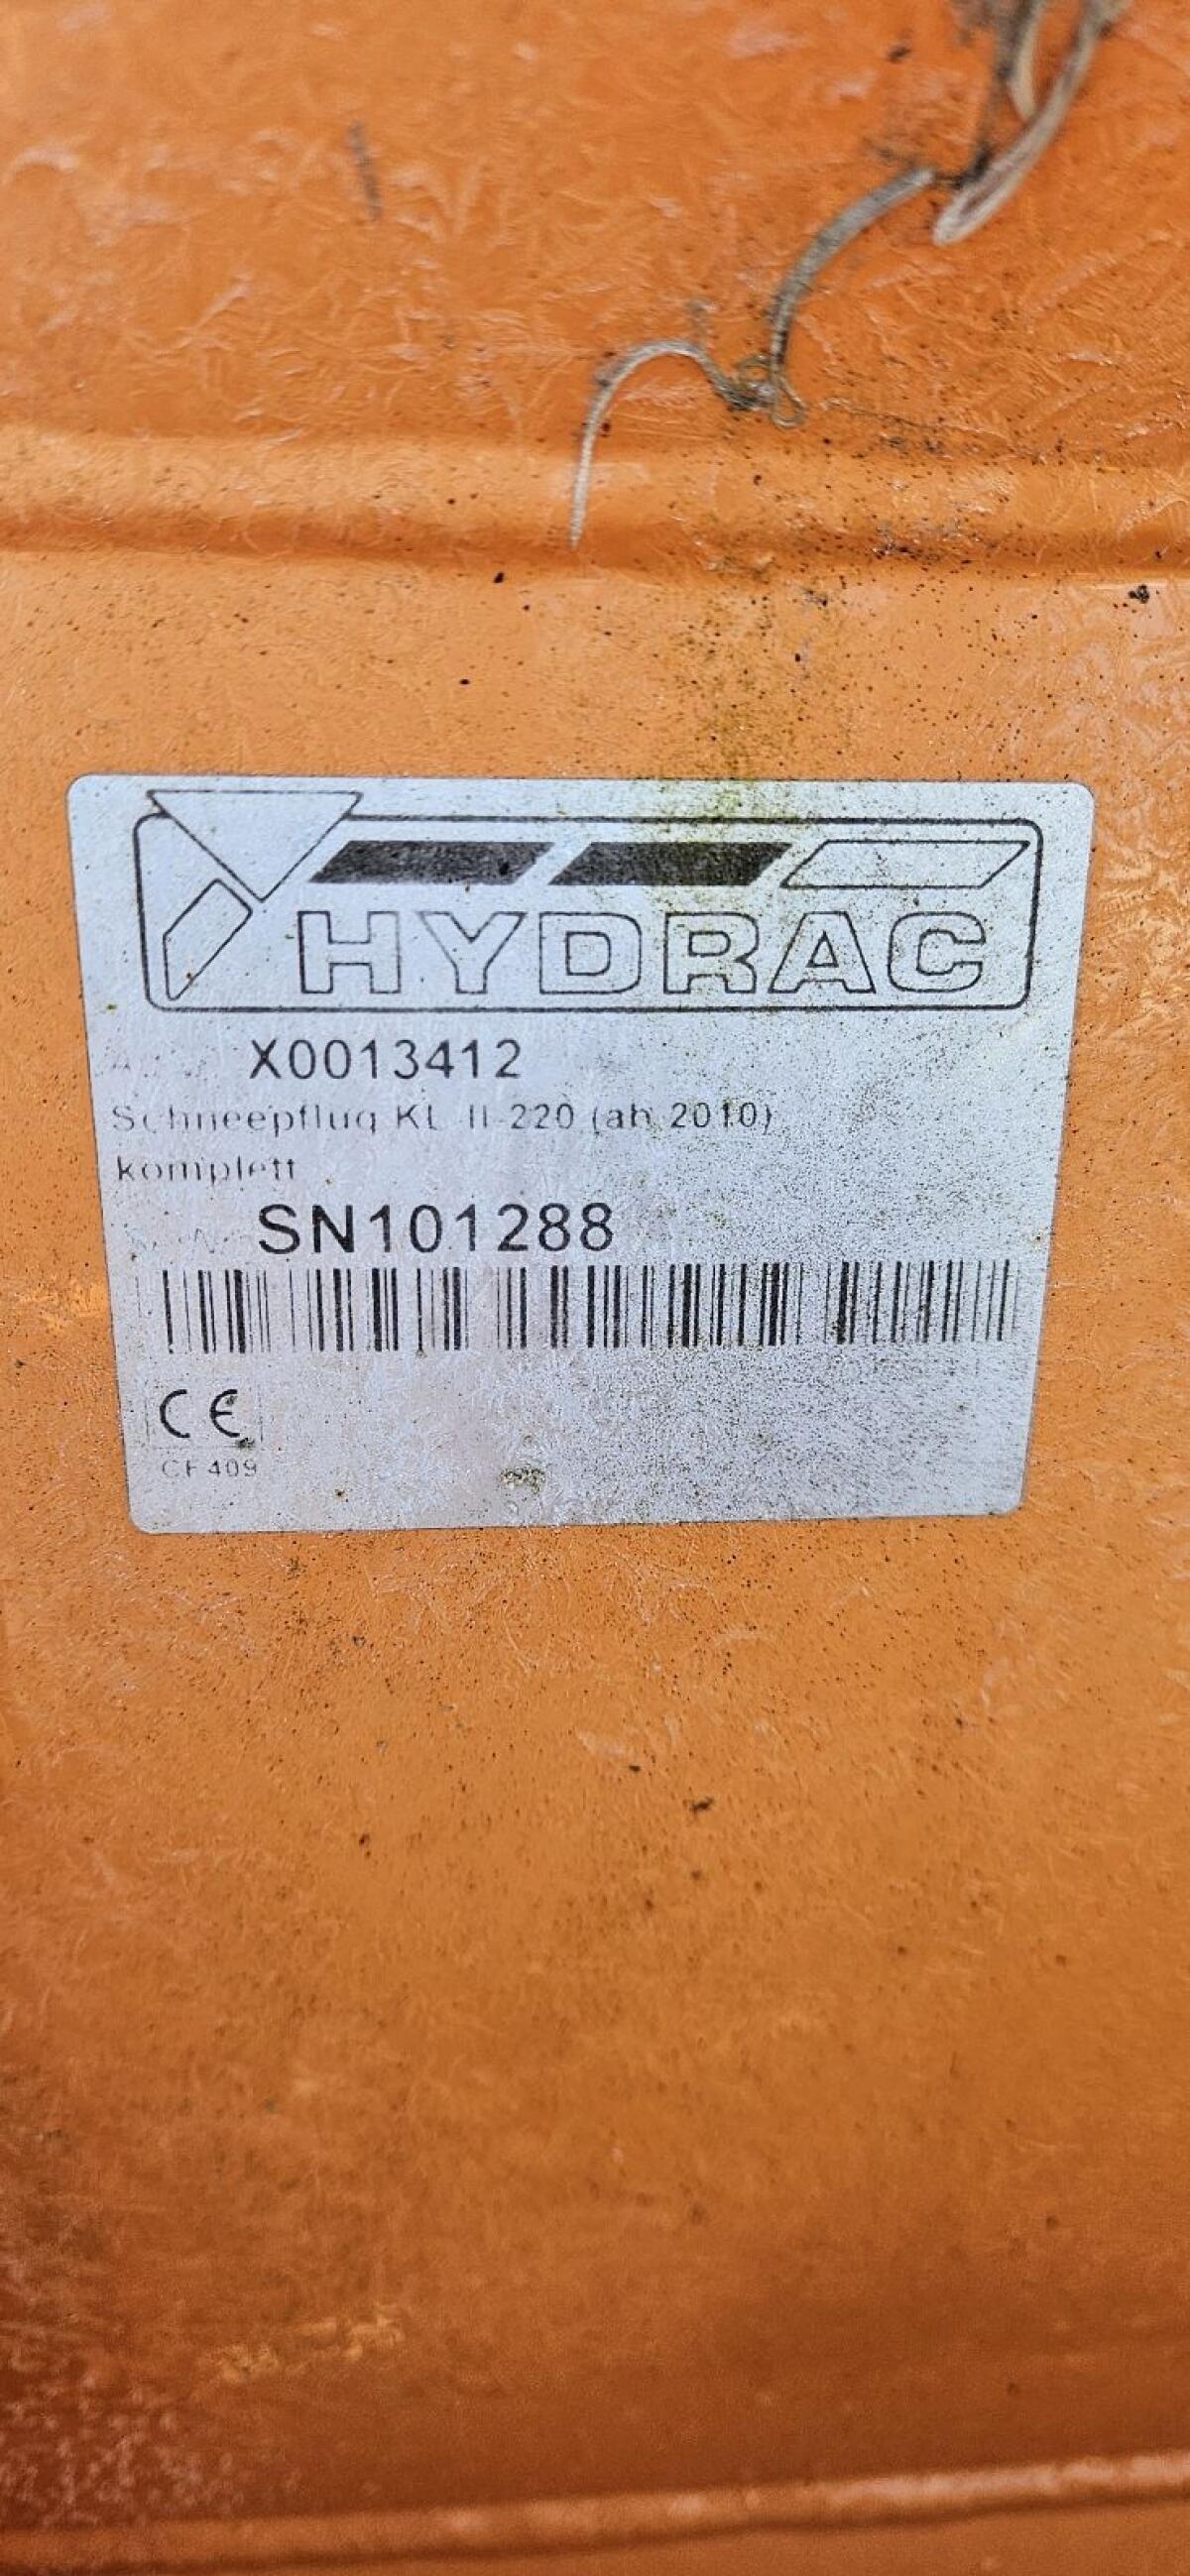 HYDRAC
X0013412
Schneepflug KL II-220 (ab 2010)
komplett
SN101288
CE